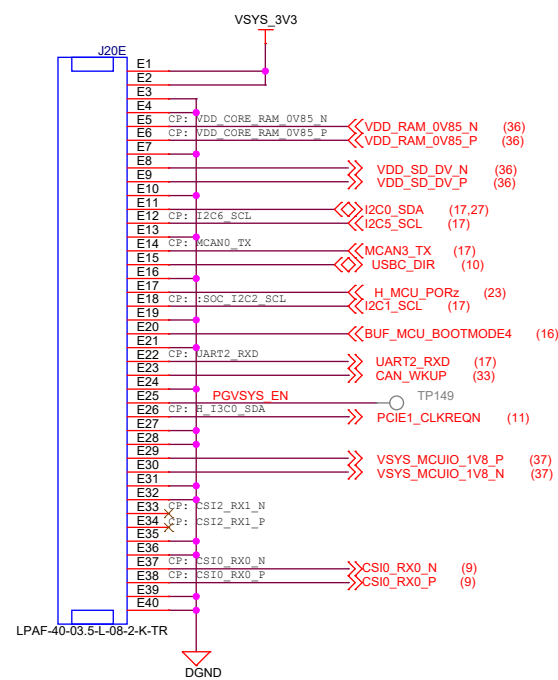 VSYS_3V3
J20E
E1
E2
E3
E4
E5 CP: VDD_CORE_RAM_0V85_N VDD_RAM_0V85_N (36)
E6 CP: VDD_CORE_RAM_0V85_P VDD_RAM_0V85_P (36)
E7
E8 VDD_SD_DV_N (36)
E9 VDD_SD_DV_P (36)
E10
E11 I2C0_SDA (17,27)
E12 CP: I2C6_SCL I2C5_SCL (17)
E13
E14 CP: MCAN0_TX MCAN3_TX (17)
E15 USBC_DIR (10)
E16
E17 H_MCU_PORz (23)
E18 CP: :SOC_I2C2_SCL I2C1_SCL (17)
E19
E20 BUF_MCU_BOOTMODE4 (16)
E21
E22 CP: UART2_RXD UART2_RXD (17)
E23 CAN_WKUP (33)
E24
E25 PGVSYS_EN TP149
E26 CP: H_I3C0_SDA PCIE1_CLKREQN (11)
E27
E28
E29 VSYS_MCUIO_1V8_P (37)
E30 VSYS_MCUIO_1V8_N (37)
E31
E32
E33 CP: CSI2_RX1_N
E34 CP: CSI2_RX1_P
E35
E36
E37 CP: CSI0_RX0_N CSI0_RX0_N (9)
E38 CP: CSI0_RX0_P CSI0_RX0_P (9)
E39
E40
LPAF-40-03.5-L-08-2-K-TR
DGND